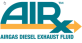 AIRx
AIRGAS DIESEL EXHAUST FLUID